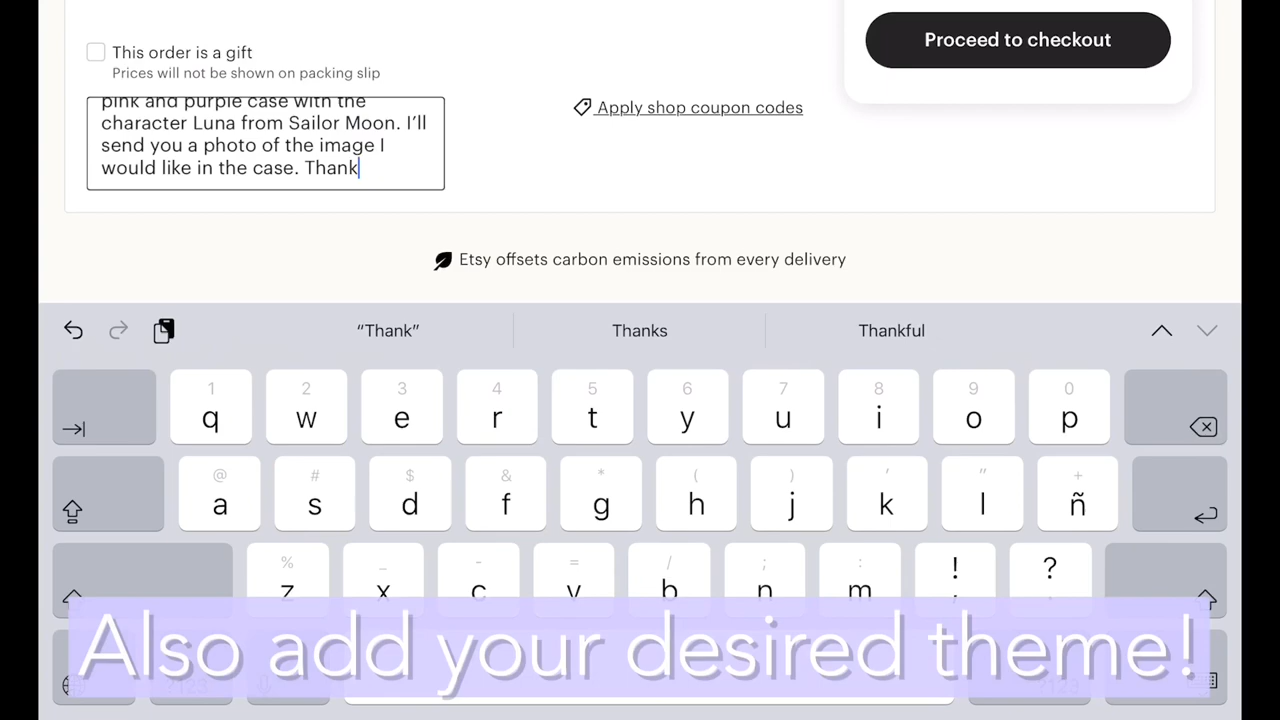 Proceed to checkout
This order is a gift
Prices will not be shown on packing slip
pink and purple case with the
character Luna from Sailor Moon. I’ll
send you a photo of the image I
would like in the case. Thank
Apply shop coupon codes
Etsy offsets carbon emissions from every delivery
“Thank” Thanks Thankful
1 2 3 4 5 6 7 8 9 0
q w e r t y u i o p
@ # $ & * ( ) ' " +
a s d f g h j k l ñ
% _ - = / ; : ! ?
z x c v b n m , .
Also add your desired theme!
.?123 .?123